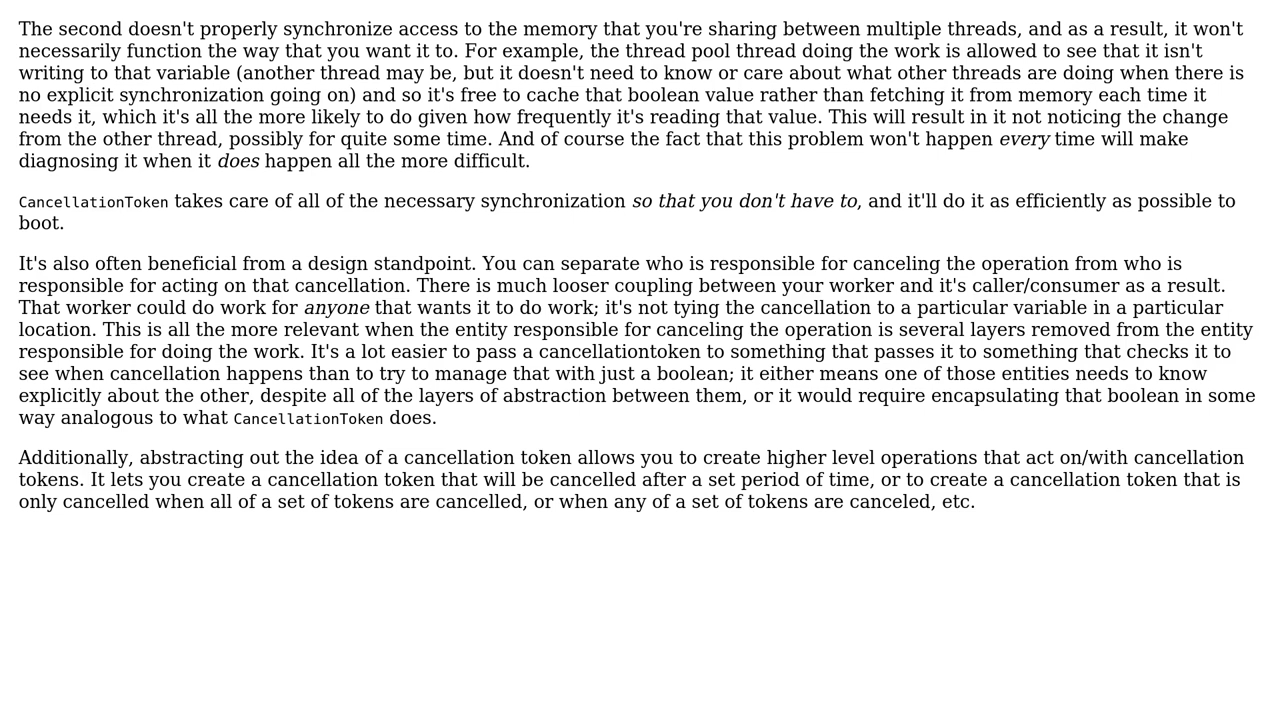 The second doesn't properly synchronize access to the memory that you're sharing between multiple threads, and as a result, it won't
necessarily function the way that you want it to. For example, the thread pool thread doing the work is allowed to see that it isn't
writing to that variable (another thread may be, but it doesn't need to know or care about what other threads are doing when there is
no explicit synchronization going on) and so it's free to cache that boolean value rather than fetching it from memory each time it
needs it, which it's all the more likely to do given how frequently it's reading that value. This will result in it not noticing the change
from the other thread, possibly for quite some time. And of course the fact that this problem won't happen every time will make
diagnosing it when it does happen all the more difficult.
CancellationToken takes care of all of the necessary synchronization so that you don't have to, and it'll do it as efficiently as possible to
boot.
It's also often beneficial from a design standpoint. You can separate who is responsible for canceling the operation from who is
responsible for acting on that cancellation. There is much looser coupling between your worker and it's caller/consumer as a result.
That worker could do work for anyone that wants it to do work; it's not tying the cancellation to a particular variable in a particular
location. This is all the more relevant when the entity responsible for canceling the operation is several layers removed from the entity
responsible for doing the work. It's a lot easier to pass a cancellationtoken to something that passes it to something that checks it to
see when cancellation happens than to try to manage that with just a boolean; it either means one of those entities needs to know
explicitly about the other, despite all of the layers of abstraction between them, or it would require encapsulating that boolean in some
way analogous to what CancellationToken does.
Additionally, abstracting out the idea of a cancellation token allows you to create higher level operations that act on/with cancellation
tokens. It lets you create a cancellation token that will be cancelled after a set period of time, or to create a cancellation token that is
only cancelled when all of a set of tokens are cancelled, or when any of a set of tokens are canceled, etc.